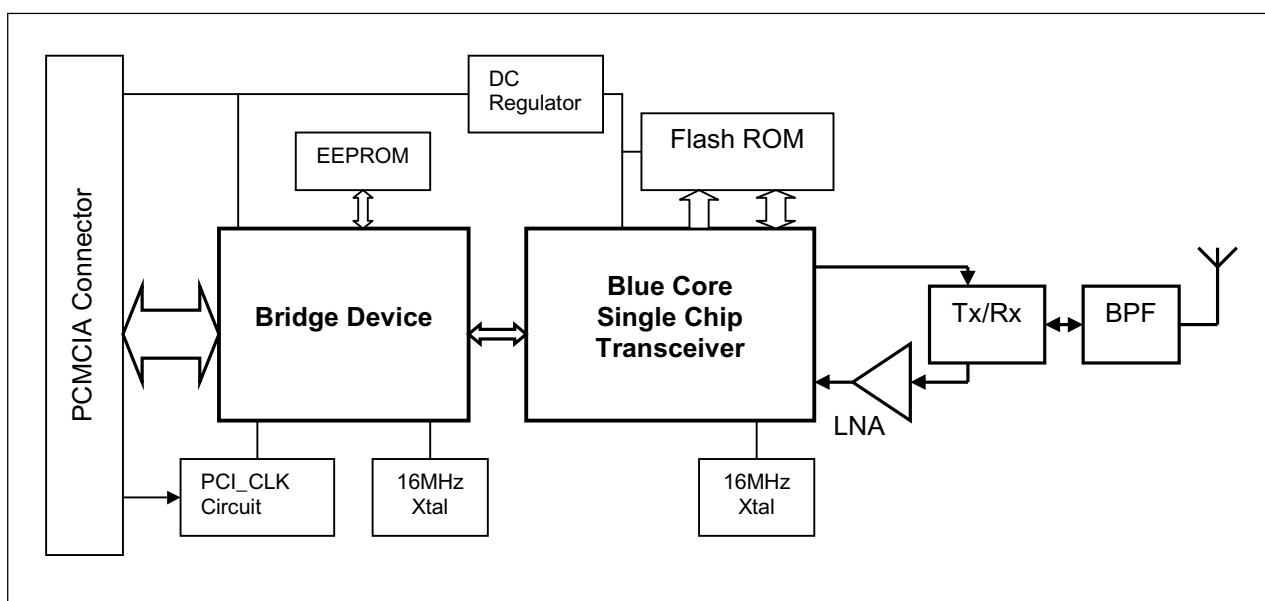 PCMCIA Connector
DC
Regulator
EEPROM
Flash ROM
Bridge Device
Blue Core
Single Chip
Transceiver
Tx/Rx
BPF
LNA
PCI_CLK
Circuit
16MHz
Xtal
16MHz
Xtal